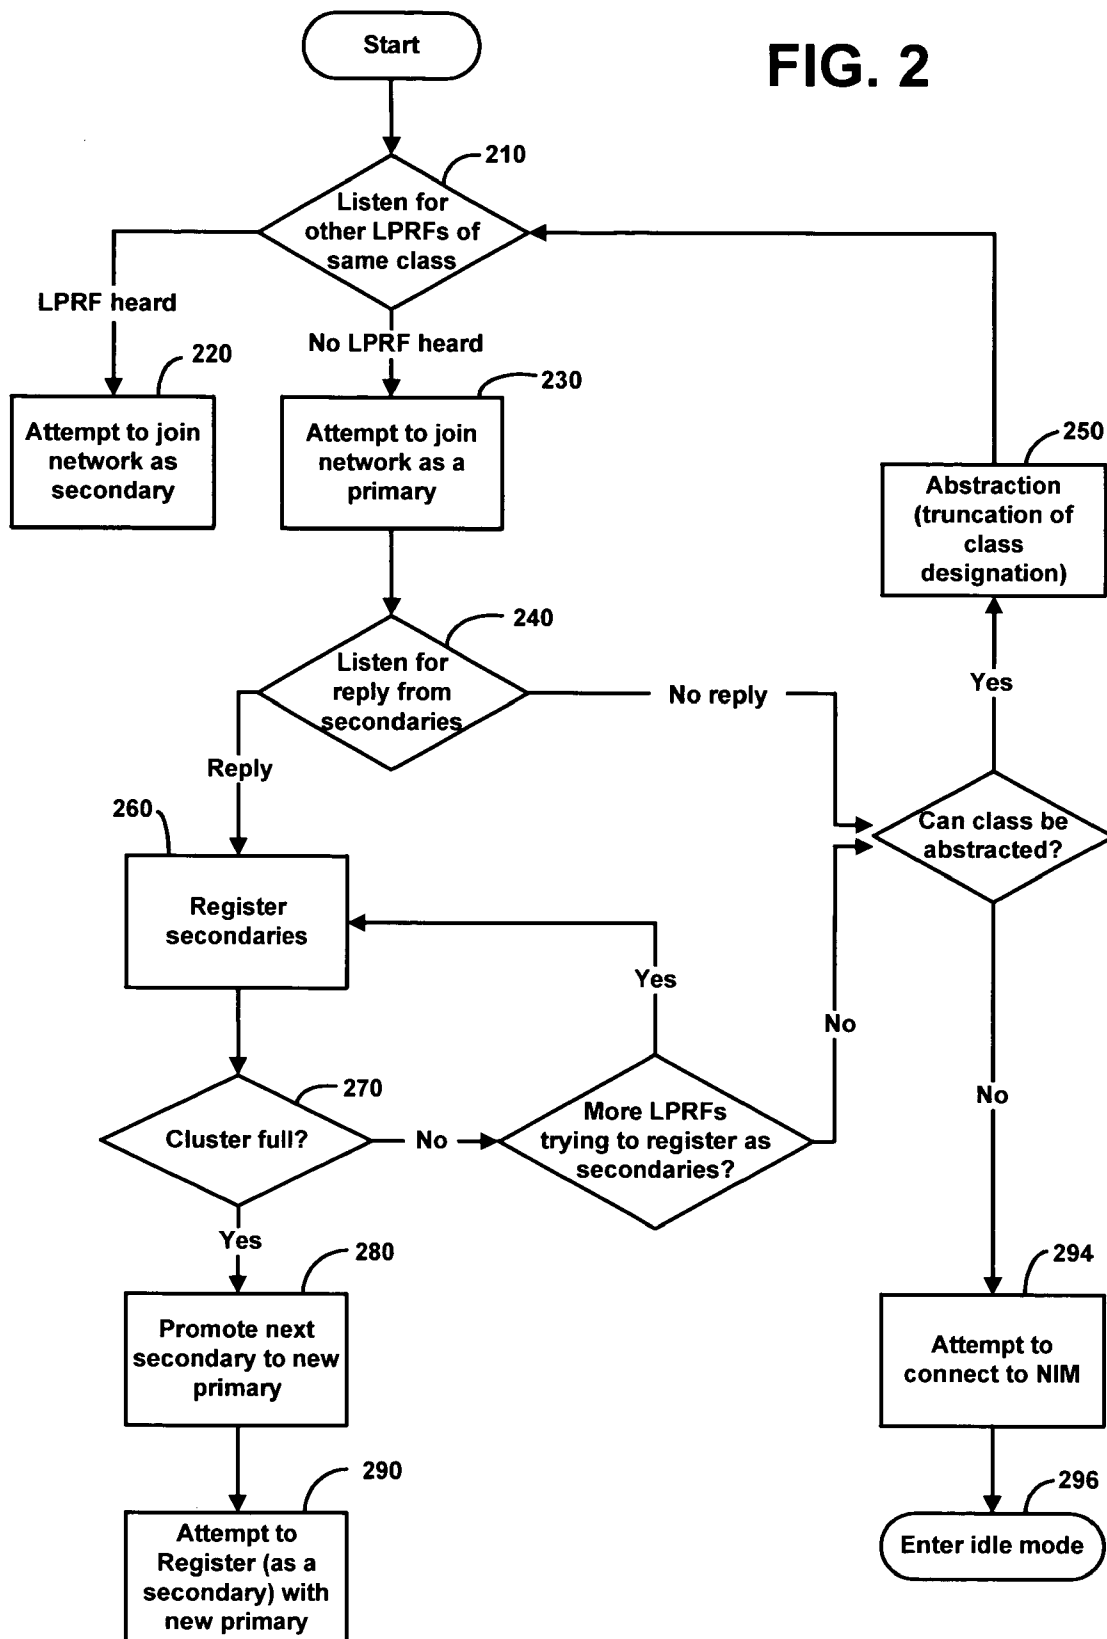 Start
FIG. 2
210
Listen for
other LPRFs of
same class
LPRF heard
No LPRF heard
220
Attempt to join
network as
secondary
230
Attempt to join
network as a
primary
250
Abstraction
(truncation of
class
designation)
240
Listen for
reply from
secondaries
No reply
Yes
Reply
260
Register
secondaries
Can class be
abstracted?
Yes
No
270
Cluster full?
No
More LPRFs
trying to register as
secondaries?
No
Yes
280
Promote next
secondary to new
primary
294
Attempt to
connect to NIM
290
Attempt to
Register (as a
secondary) with
new primary
296
Enter idle mode